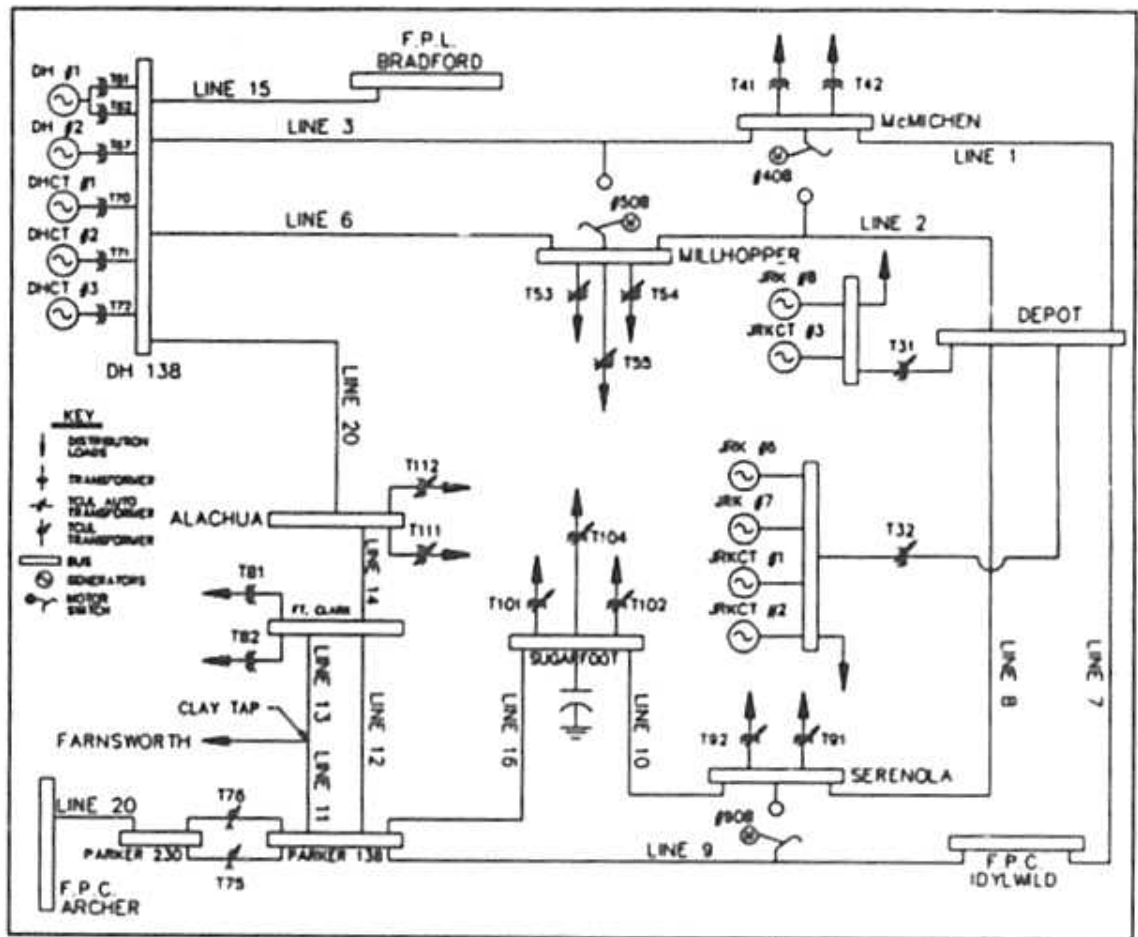 F.P.L.
BRADFORD
DH #1
T61
T62
LINE 15
T41
T42
DH #2
T67
LINE 3
McMICHEN
LINE 1
#408
DHCT #1
T70
#508
LINE 6
LINE 2
DHCT #2
T71
MILLHOPPER
JRK #8
T53
T54
DHCT #3
T72
DEPOT
JRKCT #3
T31
T55
DH 138
LINE 20
KEY
DISTRIBUTION
LOADS
TRANSFORMER
TCUL AUTO
TRANSFORMER
TCUL
TRANSFORMER
BUS
GENERATORS
MOTOR
SWITCH
T112
ALACHUA
T111
LINE 14
T81
FT. CLARK
T82
T104
T101
T102
SUGARFOOT
JRK #6
JRK #7
T32
JRKCT #1
JRKCT #2
LINE 13
CLAY TAP
FARNSWORTH
LINE 12
LINE 11
LINE 16
LINE 10
LINE 8
LINE 7
T92
T91
SERENOLA
#908
LINE 20
T76
PARKER 230
PARKER 138
T75
LINE 9
F.P.C.
IDYLWILD
F.P.C.
ARCHER